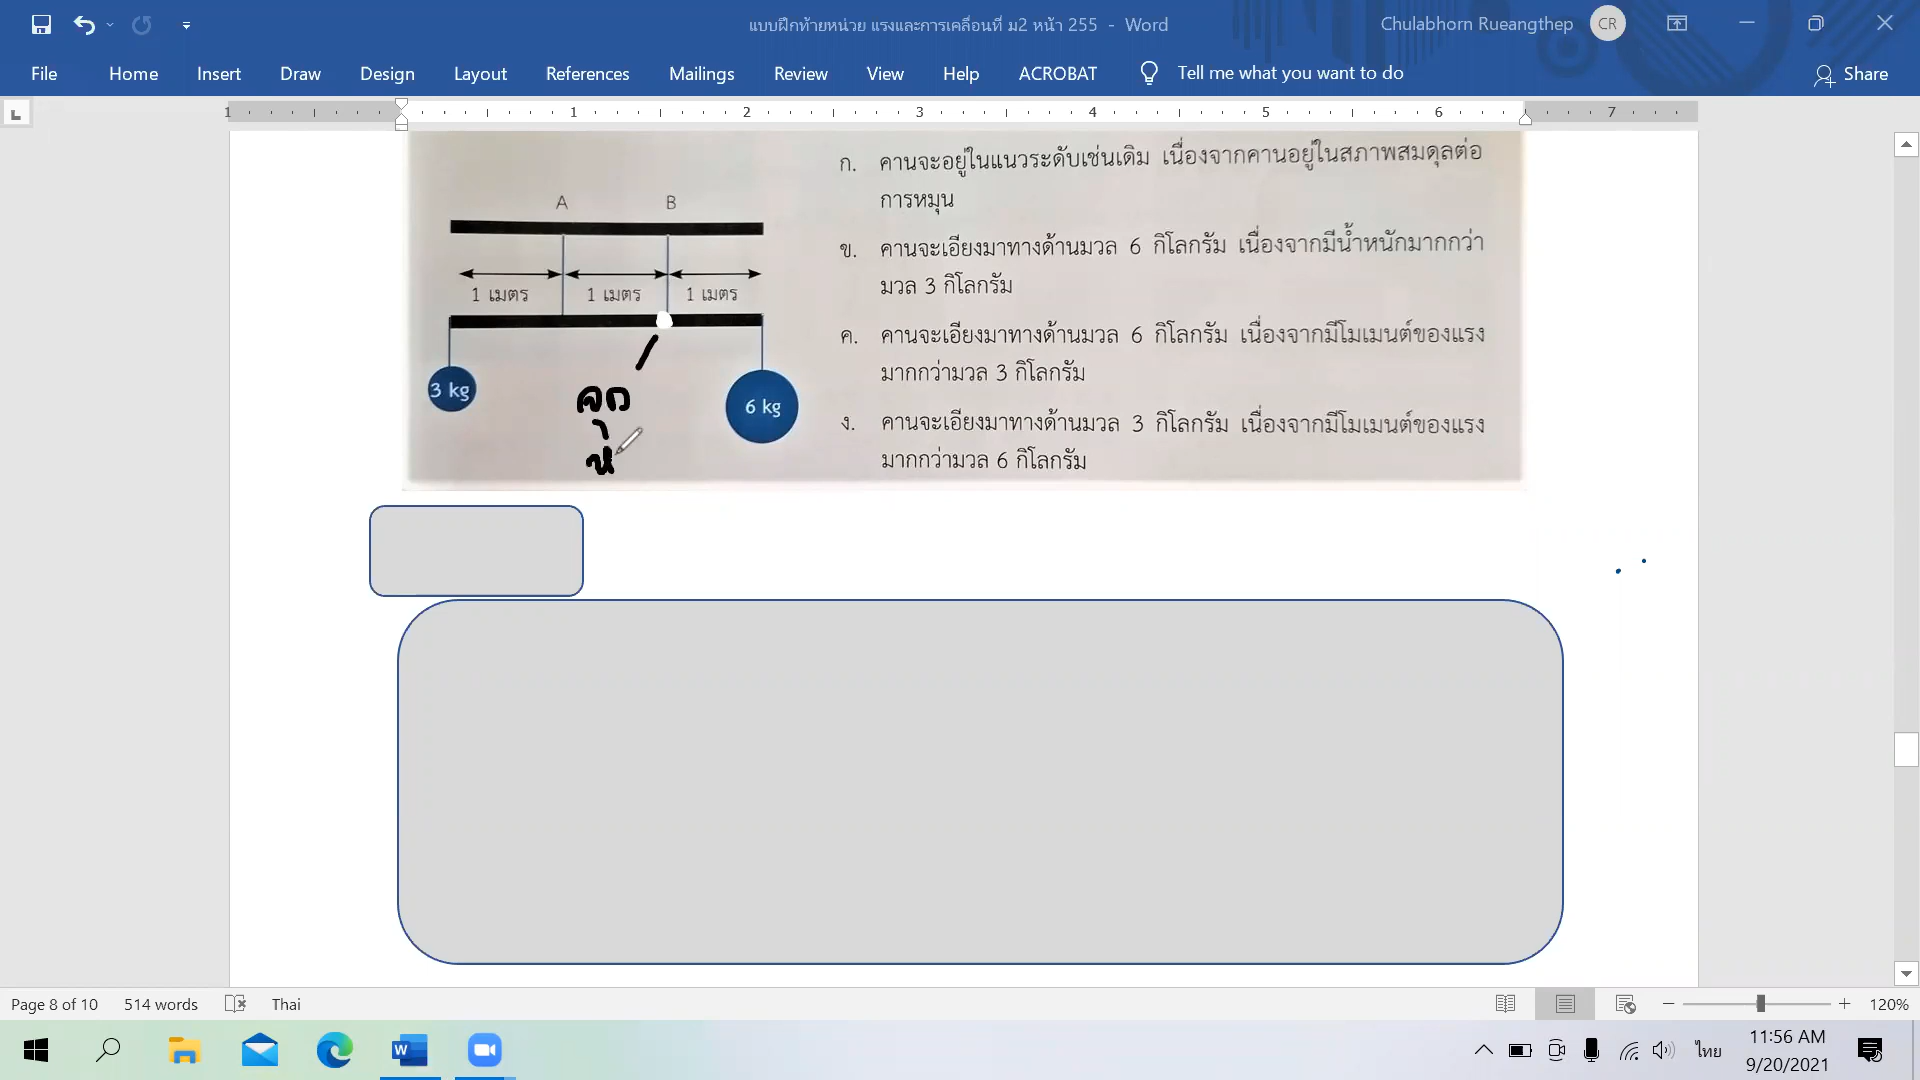 แบบฝึกท้ายหน่วย แรงและการเคลื่อนที่ ม2 หน้า 255 - Word
Chulabhorn Rueangthep
CR
File Home Insert Draw Design Layout References Mailings Review View Help ACROBAT Tell me what you want to do Share
1 1 2 3 4 5 6 7
A B
1 เมตร 1 เมตร 1 เมตร
3 kg
6 kg
จุด
ห
ก. คานจะอยู่ในแนวระดับเช่นเดิม เนื่องจากคานอยู่ในสภาพสมดุลต่อ
การหมุน
ข. คานจะเอียงมาทางด้านมวล 6 กิโลกรัม เนื่องจากมีน้ำหนักมากกว่า
มวล 3 กิโลกรัม
ค. คานจะเอียงมาทางด้านมวล 6 กิโลกรัม เนื่องจากมีโมเมนต์ของแรง
มากกว่ามวล 3 กิโลกรัม
ง. คานจะเอียงมาทางด้านมวล 3 กิโลกรัม เนื่องจากมีโมเมนต์ของแรง
มากกว่ามวล 6 กิโลกรัม
Page 8 of 10 514 words Thai 120%
ไทย
11:56 AM
9/20/2021